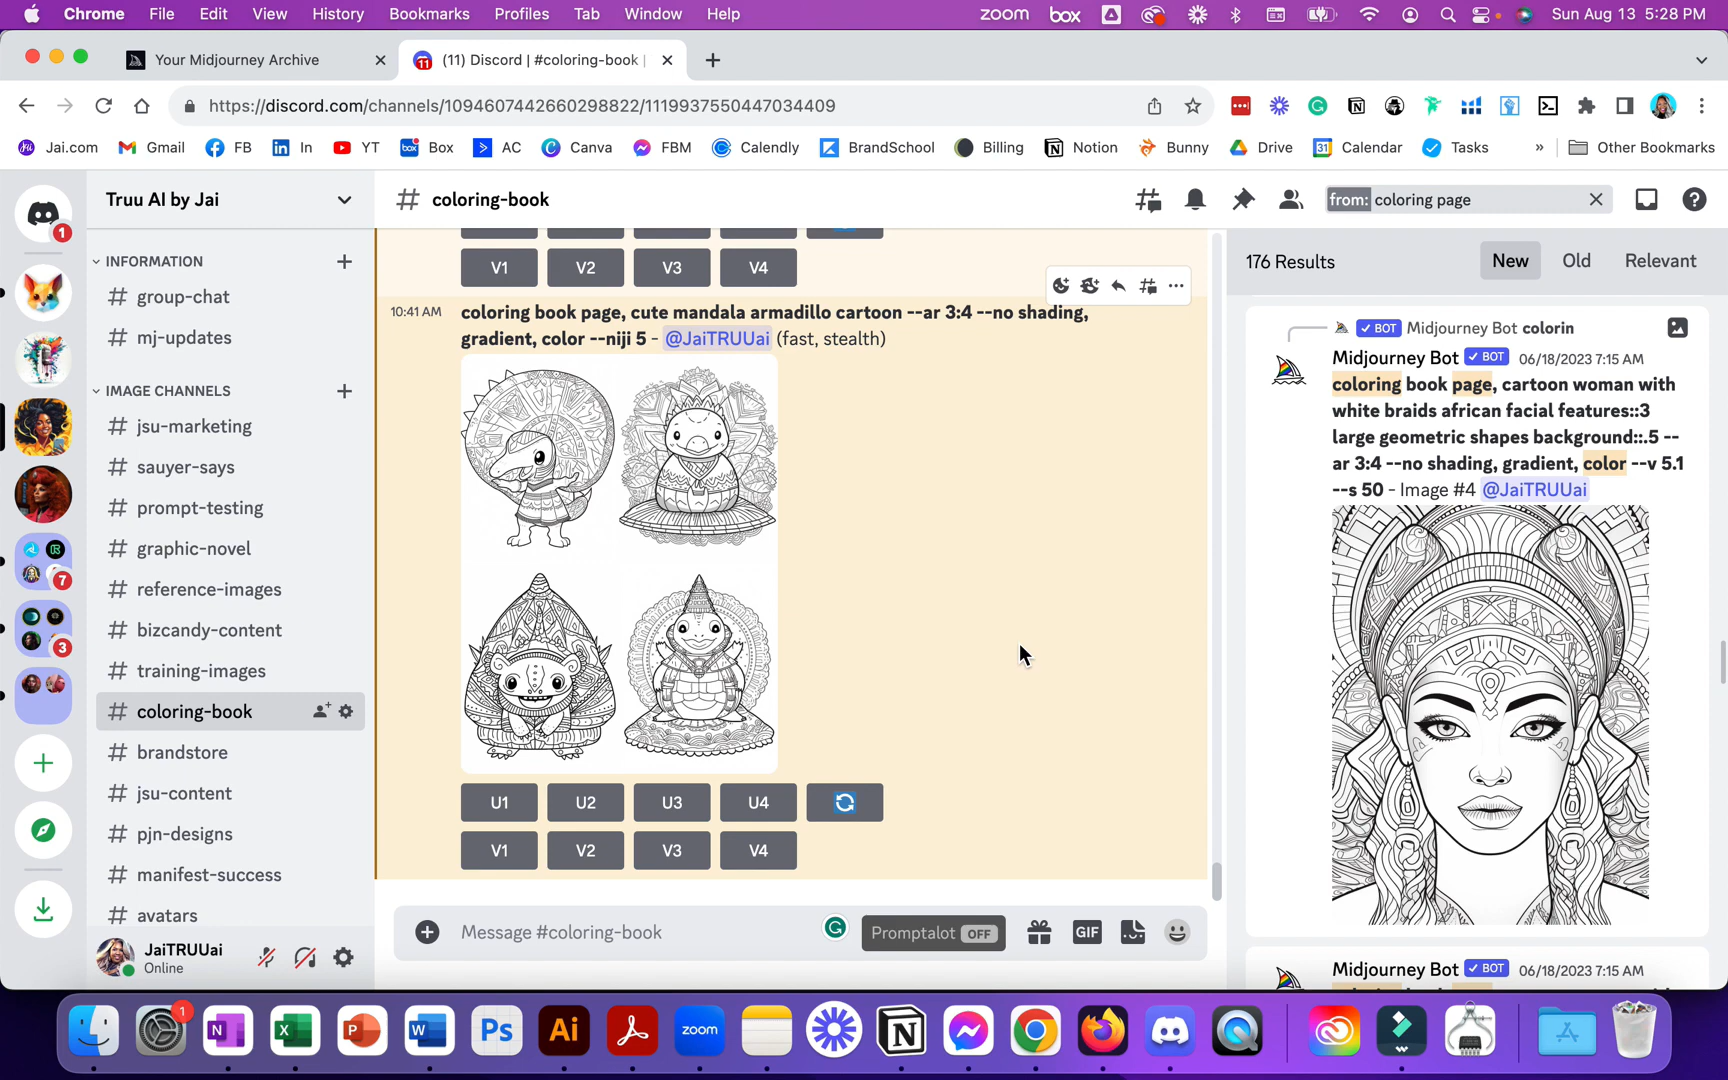 Chrome File Edit View History Bookmarks Profiles Tab Window Help zoom box Sun Aug 13 5:28 PM
Your Midjourney Archive
11 (11) Discord | #coloring-book |
https://discord.com/channels/1094607442660298822/1119937550447034409
Jai.com Gmail FB In YT Box AC Canva FBM Calendly BrandSchool Billing Notion Bunny Drive 31 Calendar Tasks » Other Bookmarks
Truu AI by Jai
# coloring-book
from: coloring page
1
INFORMATION
# group-chat
# mj-updates
IMAGE CHANNELS
# jsu-marketing
# sauyer-says
# prompt-testing
# graphic-novel
# reference-images
# bizcandy-content
# training-images
# coloring-book
# brandstore
# jsu-content
# pjn-designs
# manifest-success
# avatars
7
3
JaiTRUUai
Online
V1 V2 V3 V4
10:41 AM coloring book page, cute mandala armadillo cartoon --ar 3:4 --no shading,
gradient, color --niji 5 - @JaiTRUUai (fast, stealth)
U1 U2 U3 U4
V1 V2 V3 V4
Message #coloring-book
Promptalot OFF
GIF
176 Results New Old Relevant
✓ BOT Midjourney Bot colorin
Midjourney Bot ✓ BOT 06/18/2023 7:15 AM
coloring book page, cartoon woman with
white braids african facial features::3
large geometric shapes background::.5 --
ar 3:4 --no shading, gradient, color --v 5.1
--s 50 - Image #4 @JaiTRUUai
Midjourney Bot ✓ BOT 06/18/2023 7:15 AM
1 N X P W Ps Ai zoom N